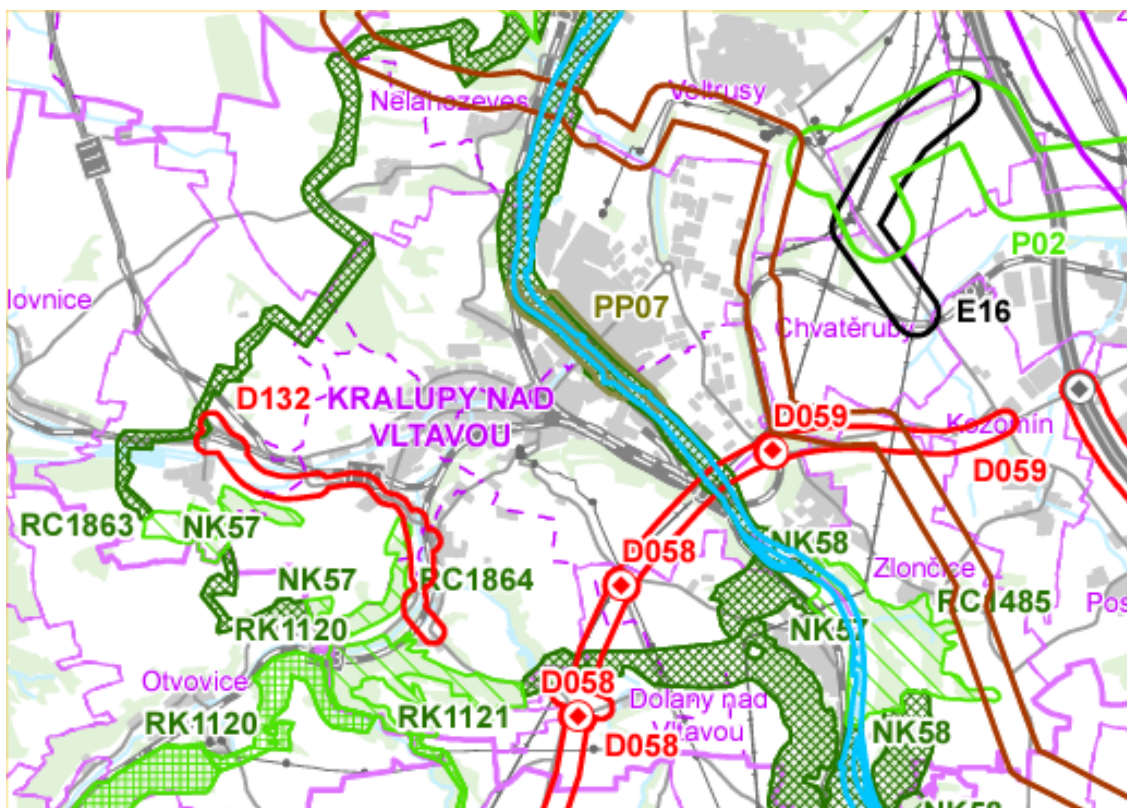 Nelahozeves
Veltrusy
P02
lovnice
PP07
E16
Chvatěruby
D132
KRALUPY NAD
VLTAVOU
D059
Kozomín
D059
RC1863
NK57
D058
NK58
NK57
RC1864
Zlončice
RC1485
Pos
RK1120
NK57
Otvovice
D058
Dolany nad
Vltavou
RK1120
RK1121
D058
NK58